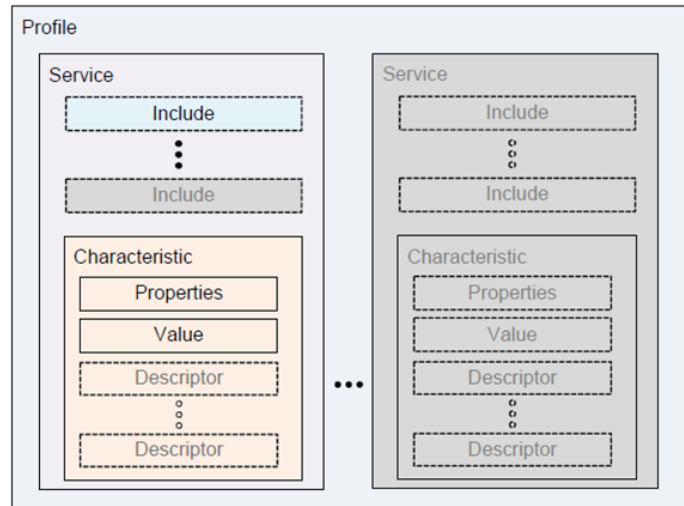 Profile
Service
Include
Include
Characteristic
Properties
Value
Descriptor
Descriptor
Service
Include
Include
Characteristic
Properties
Value
Descriptor
Descriptor